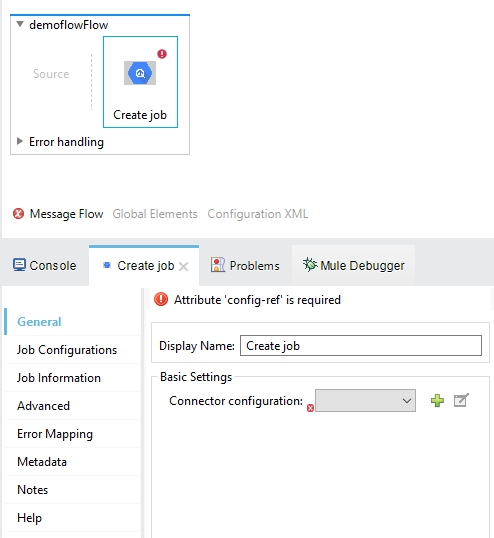 demoflowFlow
Source
Create job
Error handling
Message Flow Global Elements Configuration XML
Console Create job Problems Mule Debugger
General
Job Configurations
Job Information
Advanced
Error Mapping
Metadata
Notes
Help
Attribute 'config-ref' is required
Display Name: Create job
Basic Settings
Connector configuration: